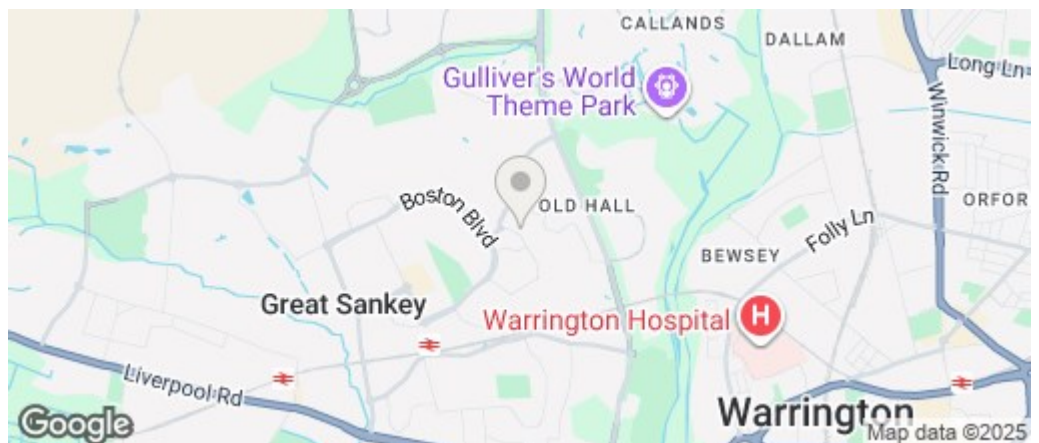 CALLANDS
DALLAM
Long Ln
Gulliver's World
Theme Park
Winwick Rd
ORFOR
Boston Blvd
OLD HALL
Folly Ln
BEWSEY
Great Sankey
Warrington Hospital
H
Liverpool Rd
Warrington
Google
Map data ©2025